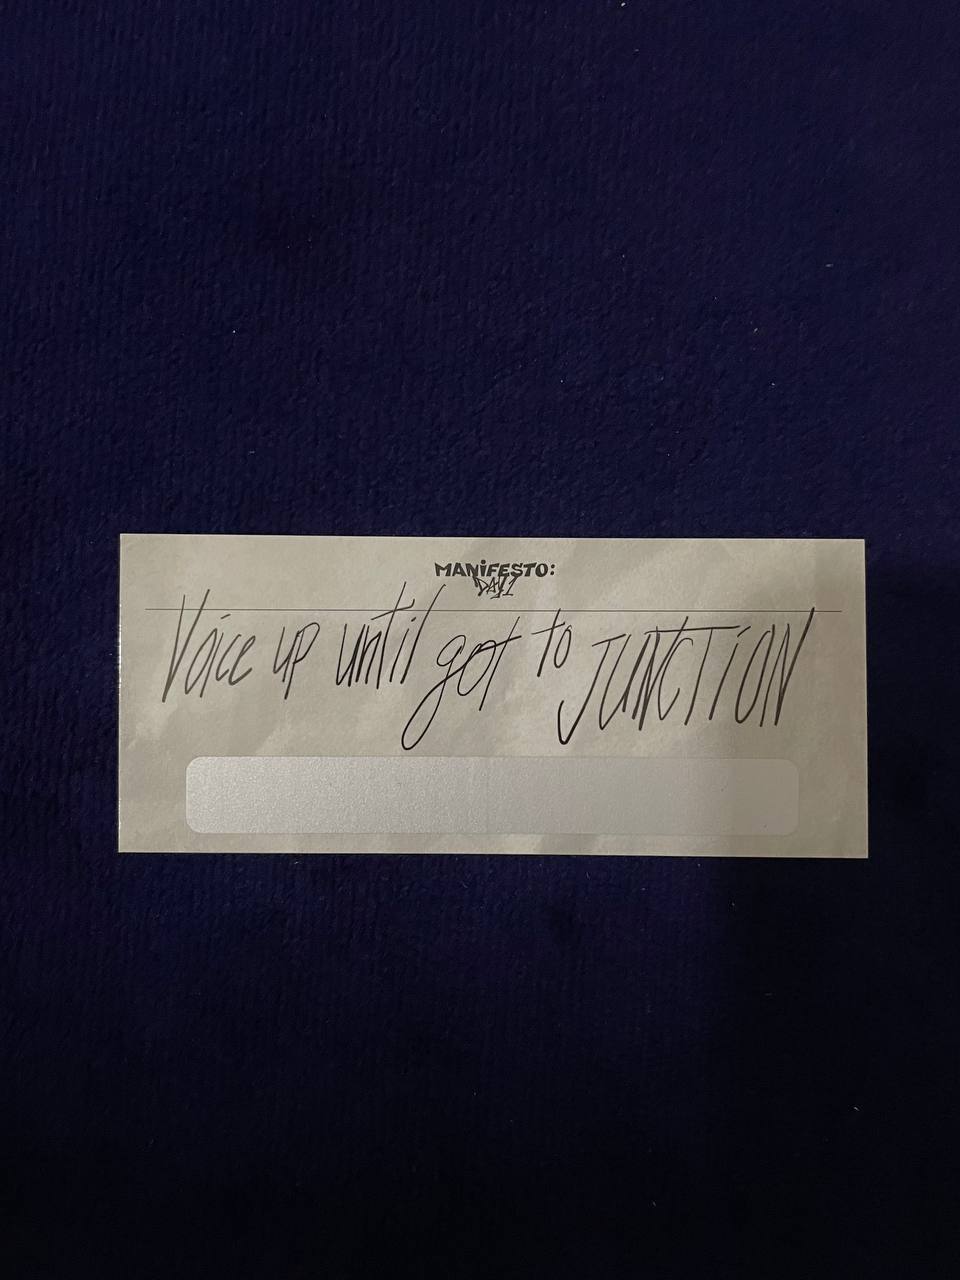 MANiFESTO:
DAY1
Voice up until got to JUNCTiON